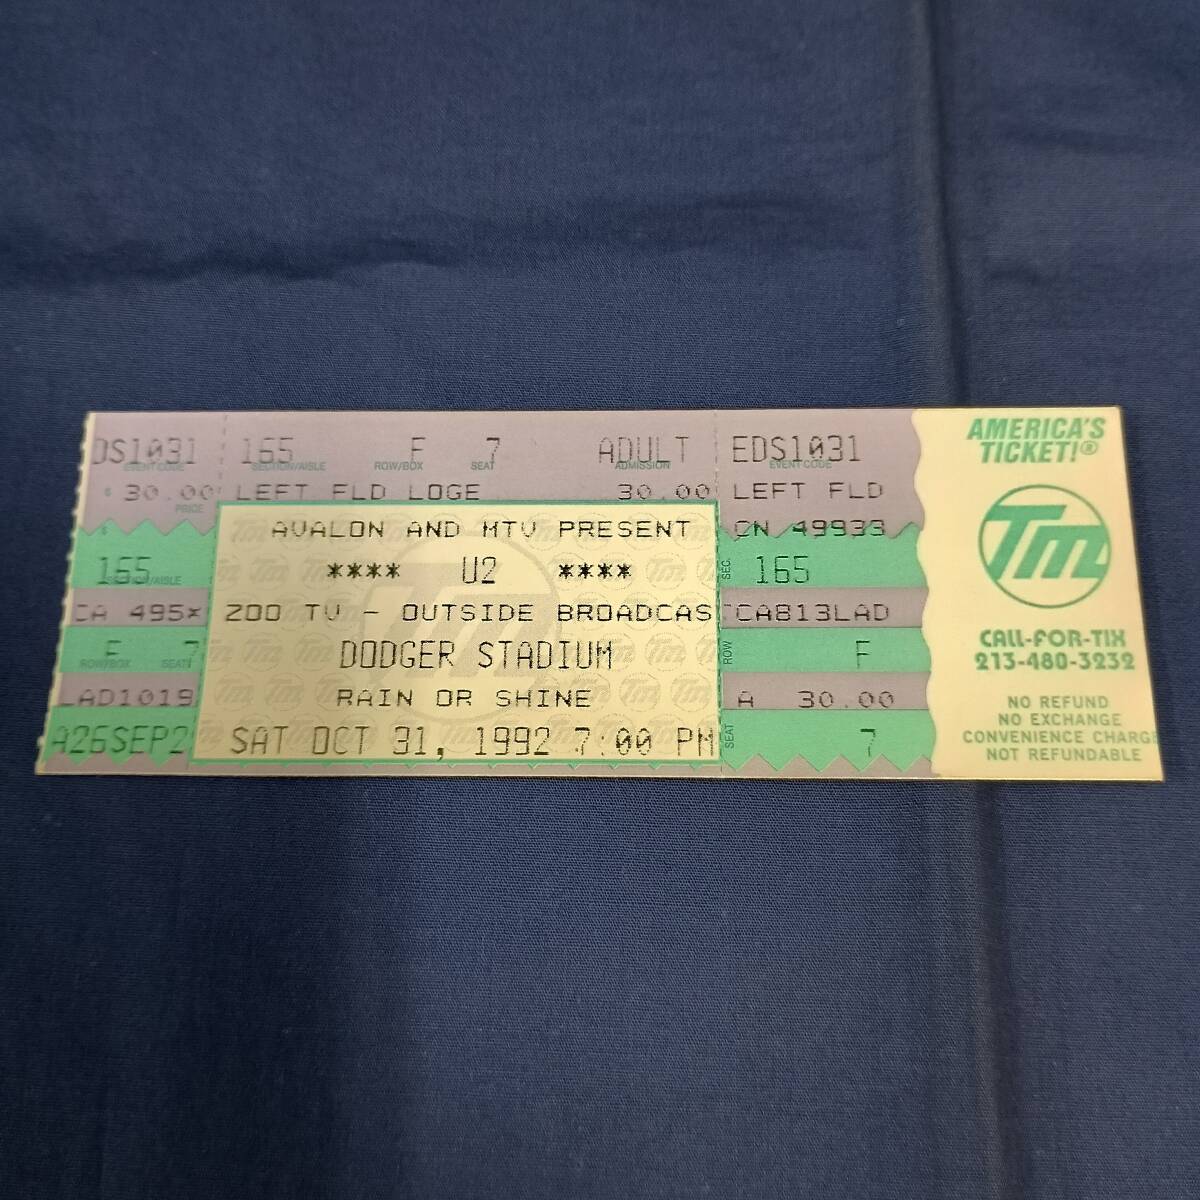 DS1031 165 F 7 ADULT EDS1031
EVENT CODE SECTION/AISLE ROW/BOX SEAT ADMISSION EVENT CODE
$ 30.00 LEFT FLD LOGE 30.00 LEFT FLD
PRICE
AVALON AND MTV PRESENT
CN 49933
165 **** U2 **** SEC. 165
SECTION/AISLE
CA 495* ZOO TV - OUTSIDE BROADCAS CA813LAD
F 7 DODGER STADIUM ROW F
ROW/BOX SEAT
LAD1019 RAIN OR SHINE A 30.00
A26SEP2 SAT OCT 31, 1992 7:00 PM SEAT 7
AMERICA'S
TICKET!®
Tm
CALL-FOR-TIX
213-480-3232
NO REFUND
NO EXCHANGE
CONVENIENCE CHARGE
NOT REFUNDABLE